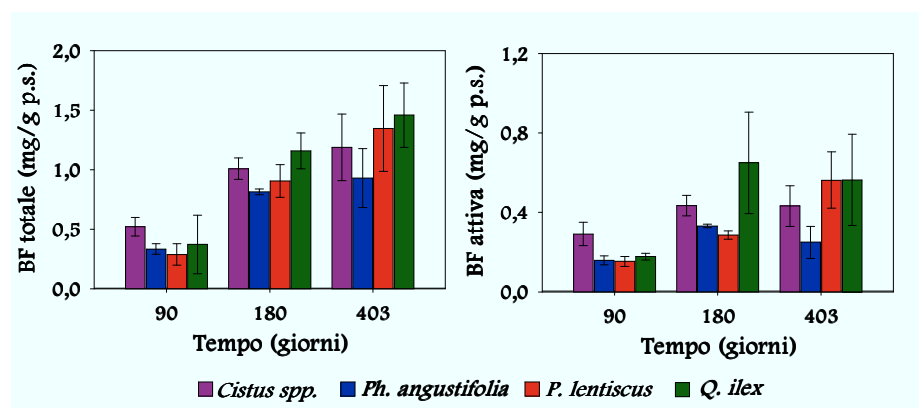 BF totale (mg/g p.s.)
2,0
1,5
1,0
0,5
0,0
90 180 403
Tempo (giorni)
BF attiva (mg/g p.s.)
1,2
0,8
0,4
0,0
90 180 403
Tempo (giorni)
Cistus spp. Ph. angustifolia P. lentiscus Q. ilex